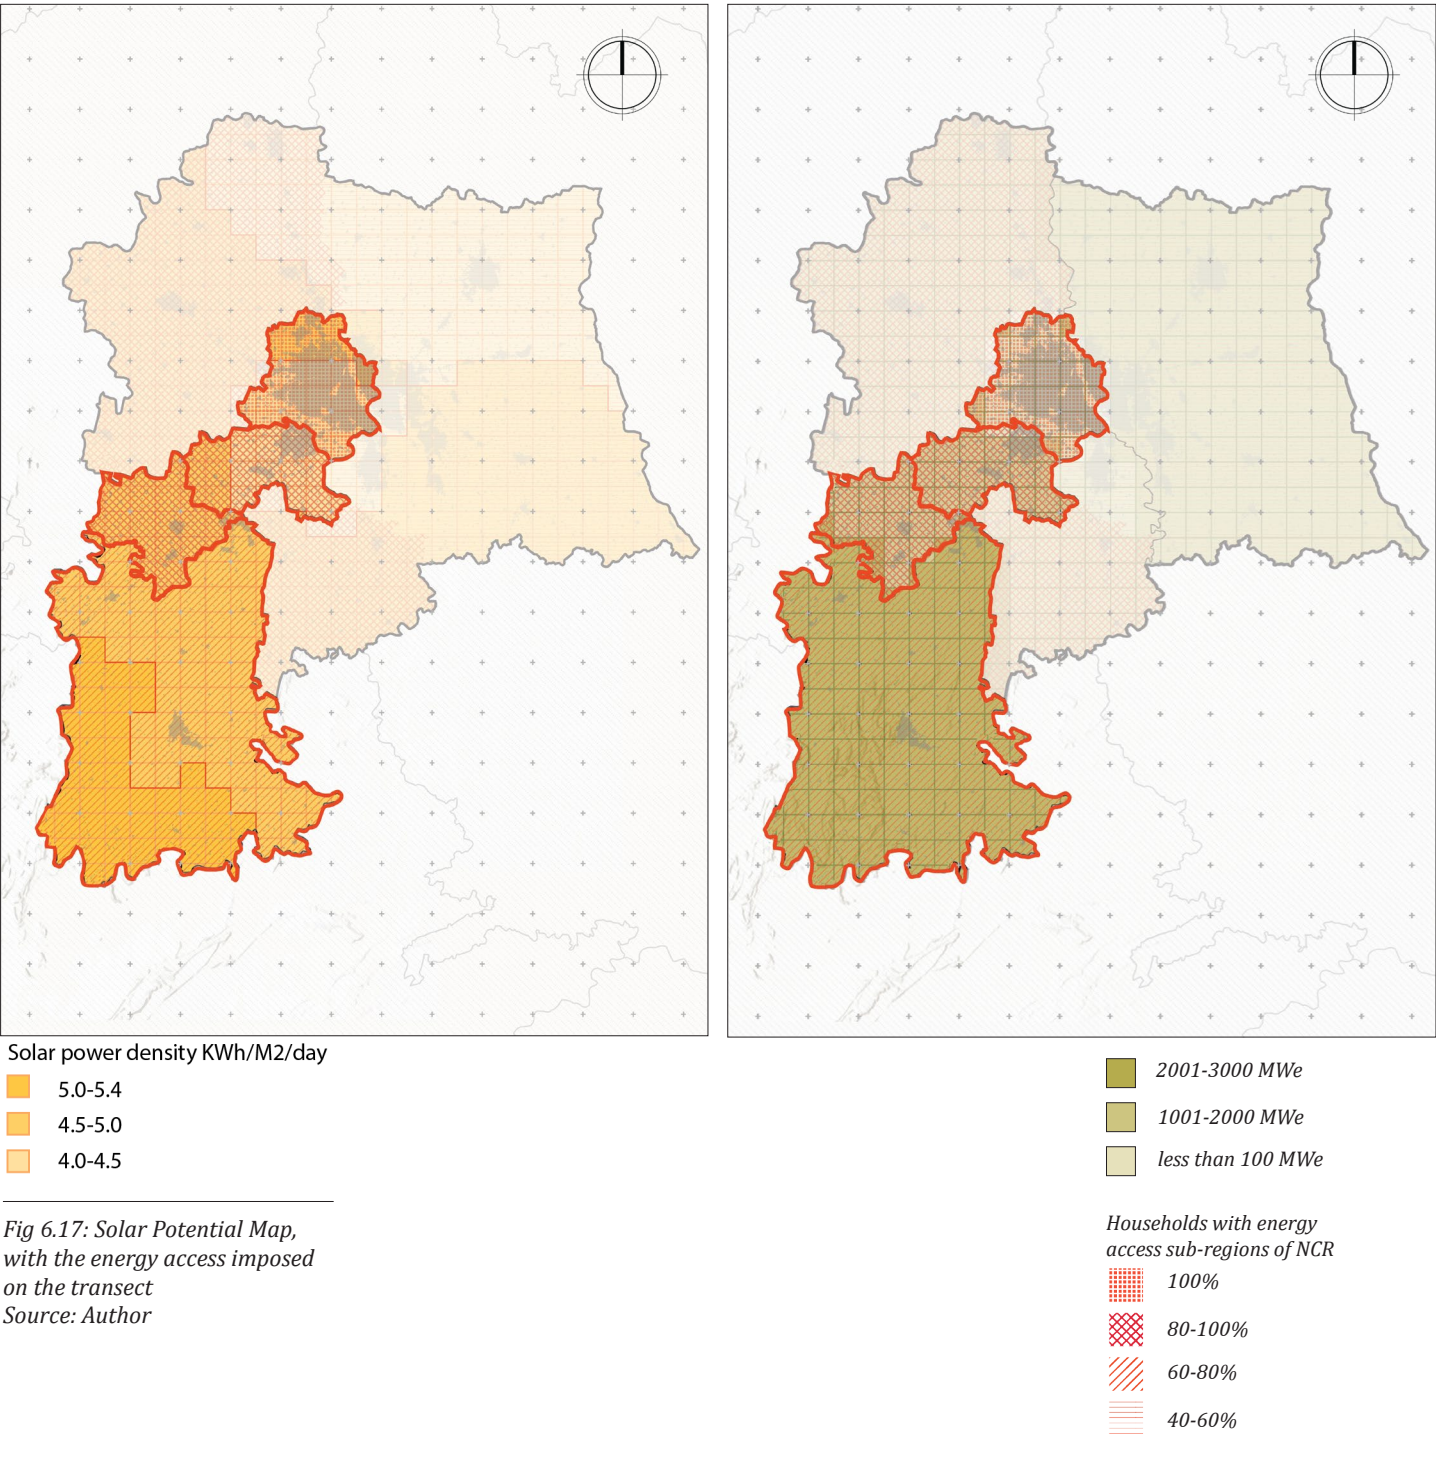 Solar power density KWh/M2/day
5.0-5.4
4.5-5.0
4.0-4.5
Fig 6.17: Solar Potential Map,
with the energy access imposed
on the transect
Source: Author
2001-3000 MWe
1001-2000 MWe
less than 100 MWe
Households with energy
access sub-regions of NCR
100%
80-100%
60-80%
40-60%